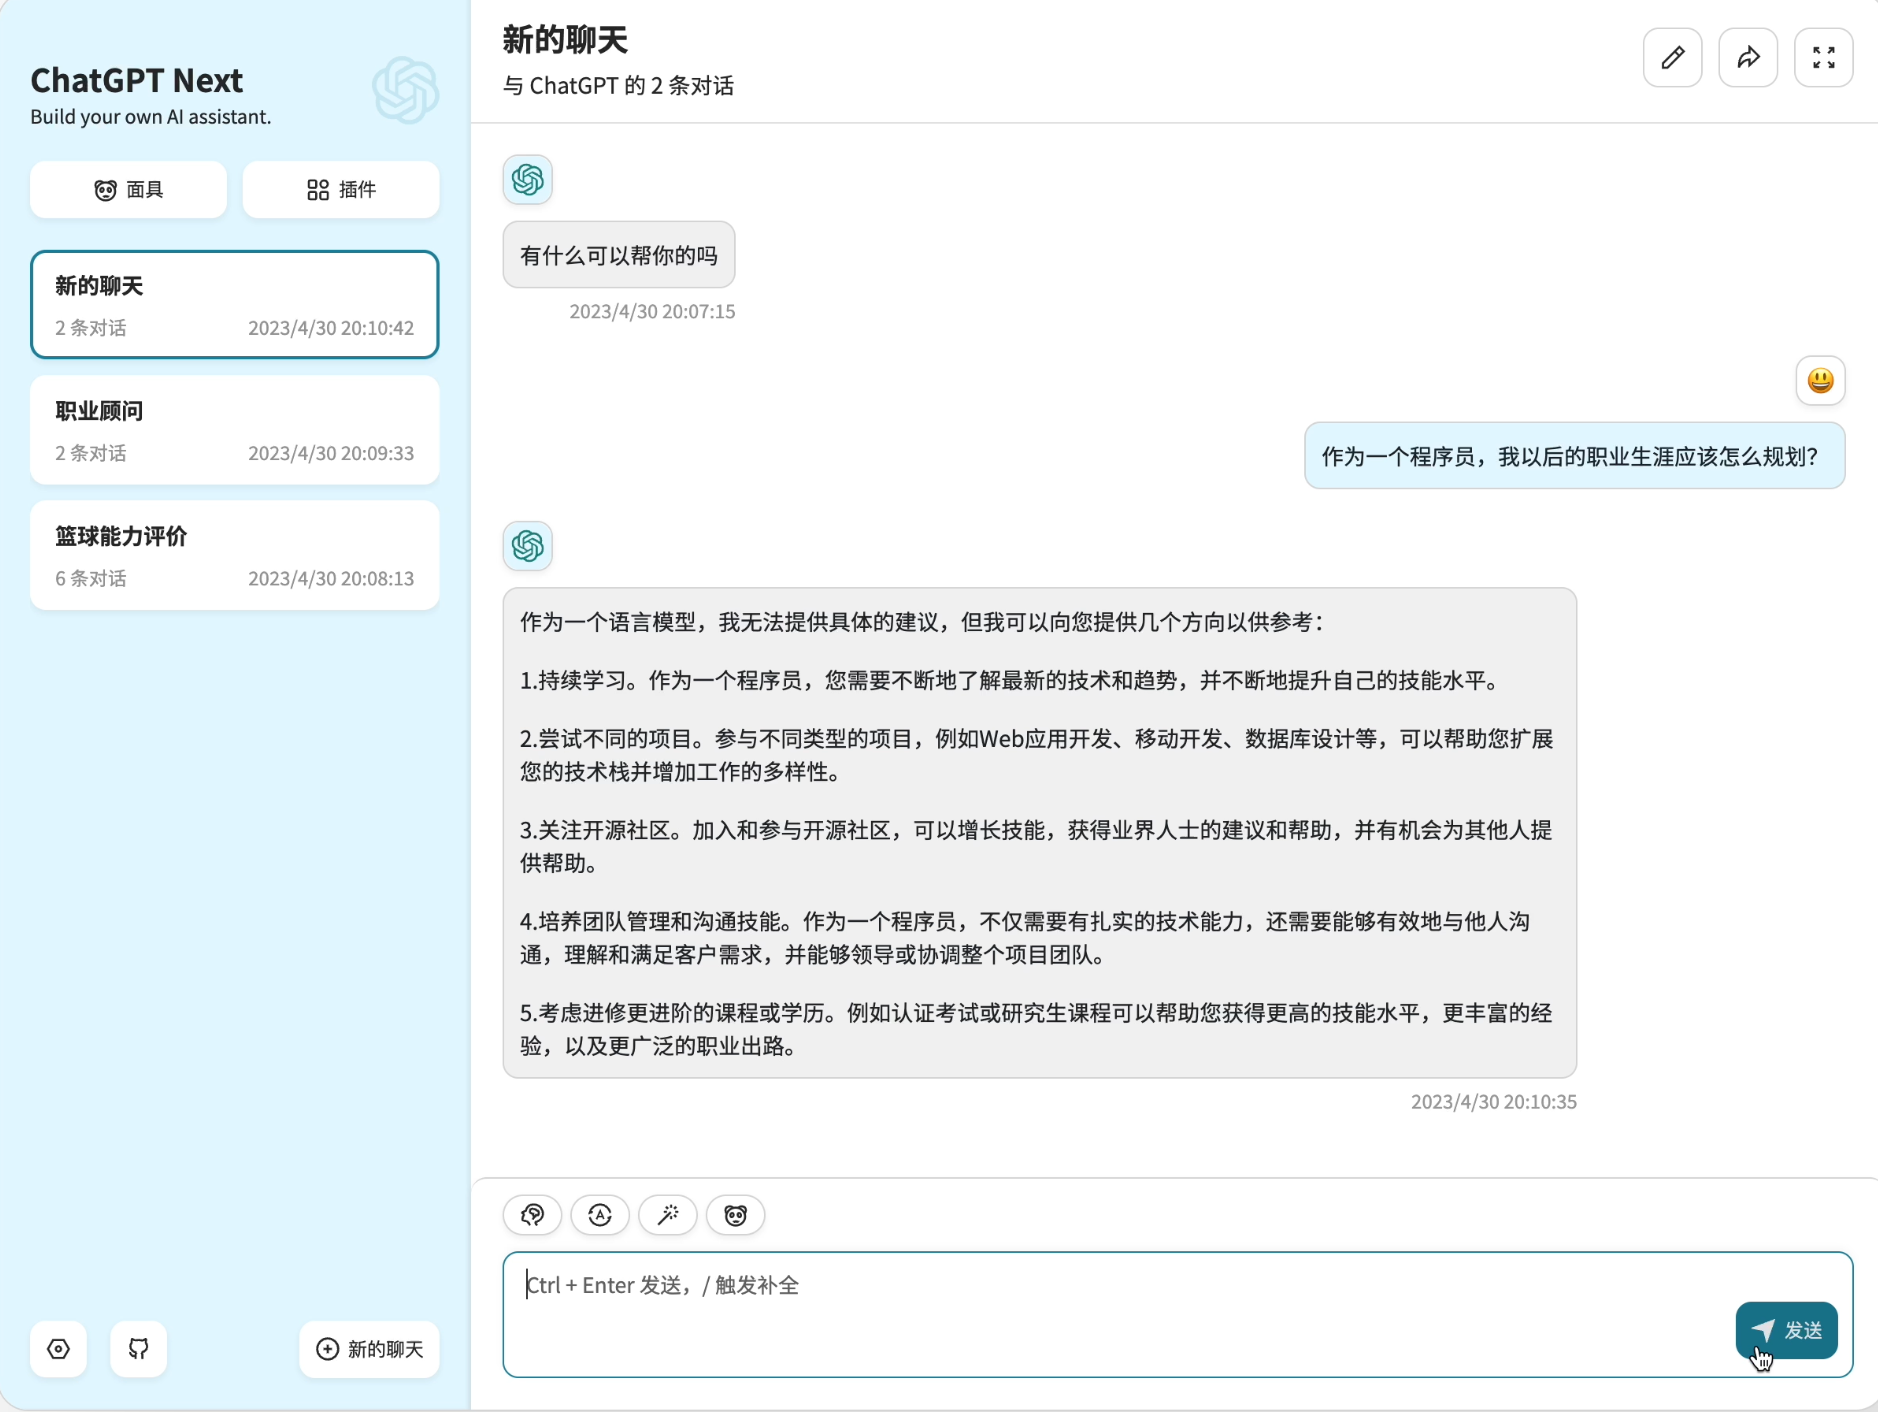 ChatGPT Next
Build your own AI assistant.
面具
插件
新的聊天
2 条对话
2023/4/30 20:10:42
职业顾问
2 条对话
2023/4/30 20:09:33
篮球能力评价
6 条对话
2023/4/30 20:08:13
新的聊天
新的聊天
与 ChatGPT 的 2 条对话
有什么可以帮你的吗
2023/4/30 20:07:15
作为一个程序员，我以后的职业生涯应该怎么规划？
作为一个语言模型，我无法提供具体的建议，但我可以向您提供几个方向以供参考：
1.持续学习。作为一个程序员，您需要不断地了解最新的技术和趋势，并不断地提升自己的技能水平。
2.尝试不同的项目。参与不同类型的项目，例如Web应用开发、移动开发、数据库设计等，可以帮助您扩展
您的技术栈并增加工作的多样性。
3.关注开源社区。加入和参与开源社区，可以增长技能，获得业界人士的建议和帮助，并有机会为其他人提
供帮助。
4.培养团队管理和沟通技能。作为一个程序员，不仅需要有扎实的技术能力，还需要能够有效地与他人沟
通，理解和满足客户需求，并能够领导或协调整个项目团队。
5.考虑进修更进阶的课程或学历。例如认证考试或研究生课程可以帮助您获得更高的技能水平，更丰富的经
验，以及更广泛的职业出路。
2023/4/30 20:10:35
Ctrl + Enter 发送，/ 触发补全
发送